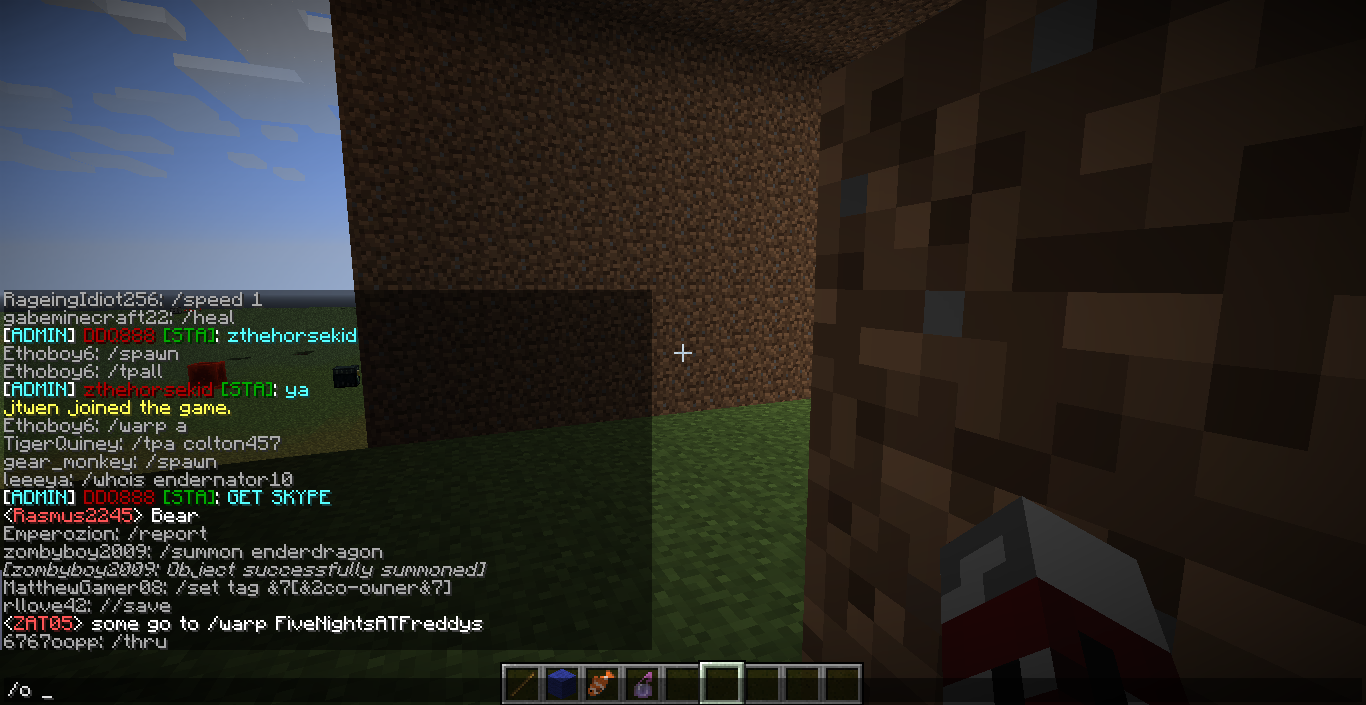 RageingIdiot256: /speed 1
gabeminecraft22: /heal
[ADMIN] DDQ888 [STA]: zthehorsekid
Ethoboy6: /spawn
Ethoboy6: /tpall
[ADMIN] zthehorsekid [STA]: ya
jtwen joined the game.
Ethoboy6: /warp a
TigerQuiney: /tpa colton457
gear_monkey: /spawn
leeeya: /whois endernator10
[ADMIN] DDQ888 [STA]: GET SKYPE
<Rasmus2245> Bear
Emperozion: /report
zombyboy2009: /summon enderdragon
[zombyboy2009: Object successfully summoned]
MatthewGamer08: /set tag &7[&2co-owner&7]
rllove42: //save
<ZAT05> some go to /warp FiveNightsATFreddys
6767oopp: /thru
/o _